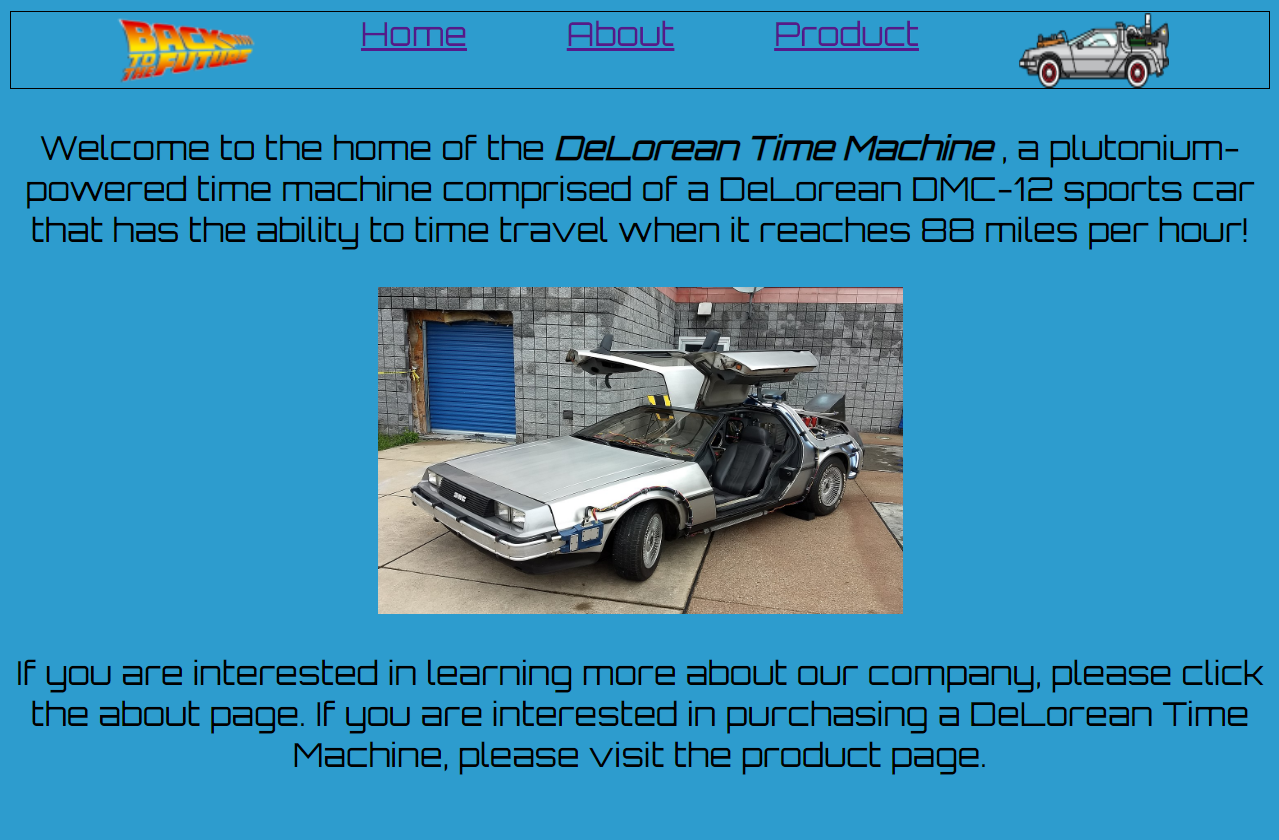 BACK TO THE FUTURE Home About Product
Welcome to the home of the DeLorean Time Machine , a plutonium-
powered time machine comprised of a DeLorean DMC-12 sports car
that has the ability to time travel when it reaches 88 miles per hour!
If you are interested in learning more about our company, please click
the about page. If you are interested in purchasing a DeLorean Time
Machine, please visit the product page.